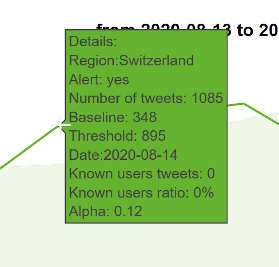 from 2020-08-13 to 20
Details:
Region:Switzerland
Alert: yes
Number of tweets: 1085
Baseline: 348
Threshold: 895
Date:2020-08-14
Known users tweets: 0
Known users ratio: 0%
Alpha: 0.12